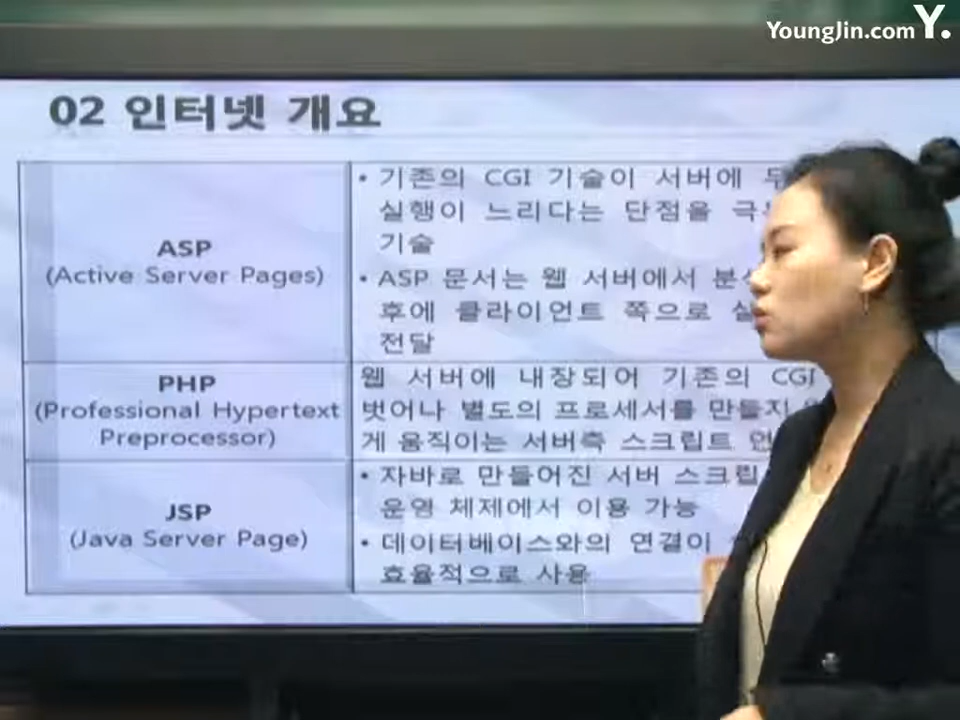 YoungJin.com Y.
02 인터넷 개요
ASP
(Active Server Pages)
• 기존의 CGI 기술이 서버에
실행이 느리다는 단점을
기술
• ASP 문서는 웹 서버에서
후에 클라이언트 쪽으로
전달
PHP
(Professional Hypertext
Preprocessor)
웹 서버에 내장되어 기존의 CGI
벗어나 별도의 프로세서를 만들지
게 움직이는 서버측 스크립트
JSP
(Java Server Page)
• 자바로 만들어진 서버 스크립
운영 체제에서 이용 가능
• 데이터베이스와의 연결이
효율적으로 사용